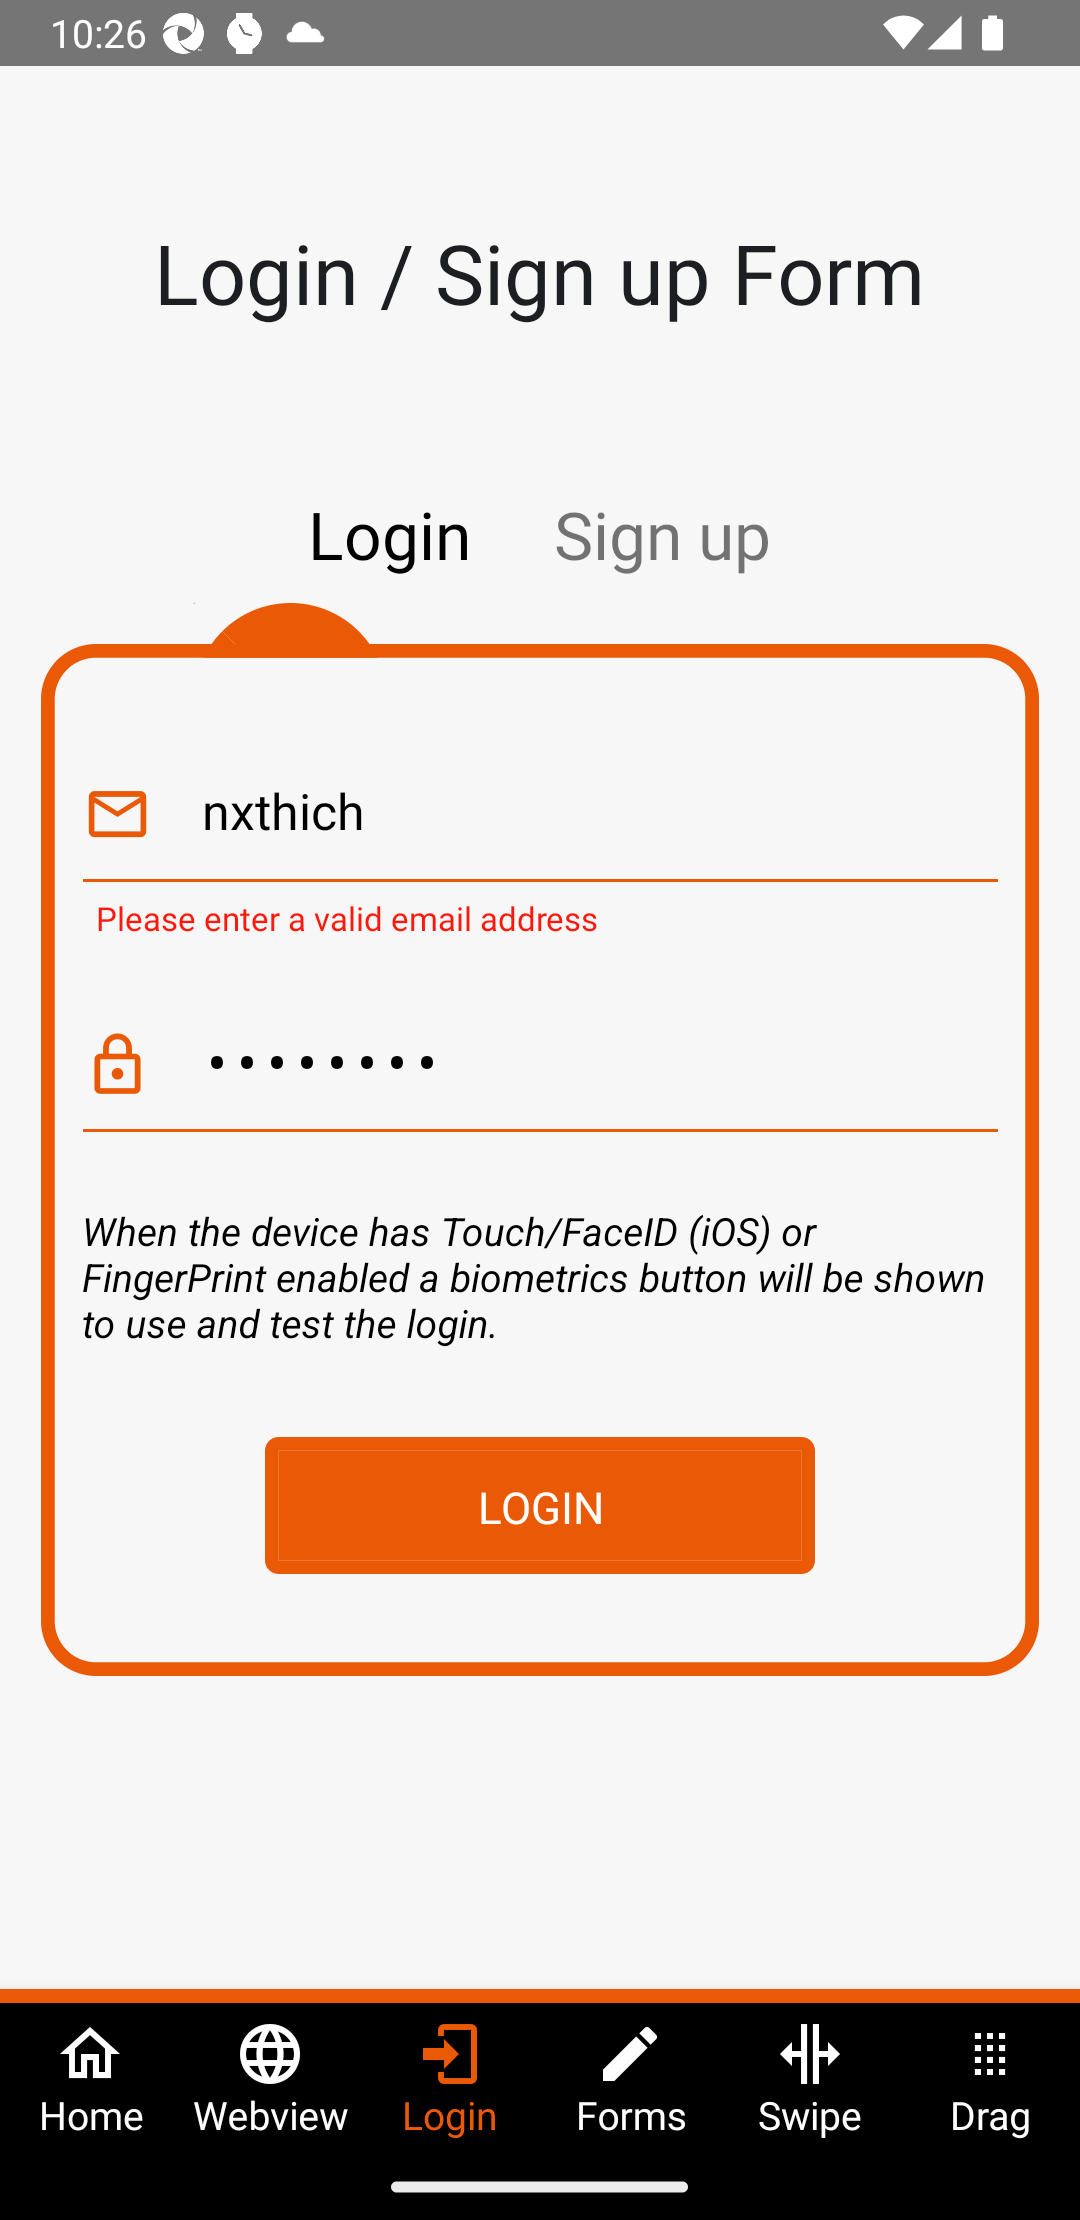 10:26
Login / Sign up Form
Login Sign up
nxthich
Please enter a valid email address
••••••••
When the device has Touch/FaceID (iOS) or
FingerPrint enabled a biometrics button will be shown
to use and test the login.
LOGIN
Home Webview Login Forms Swipe Drag